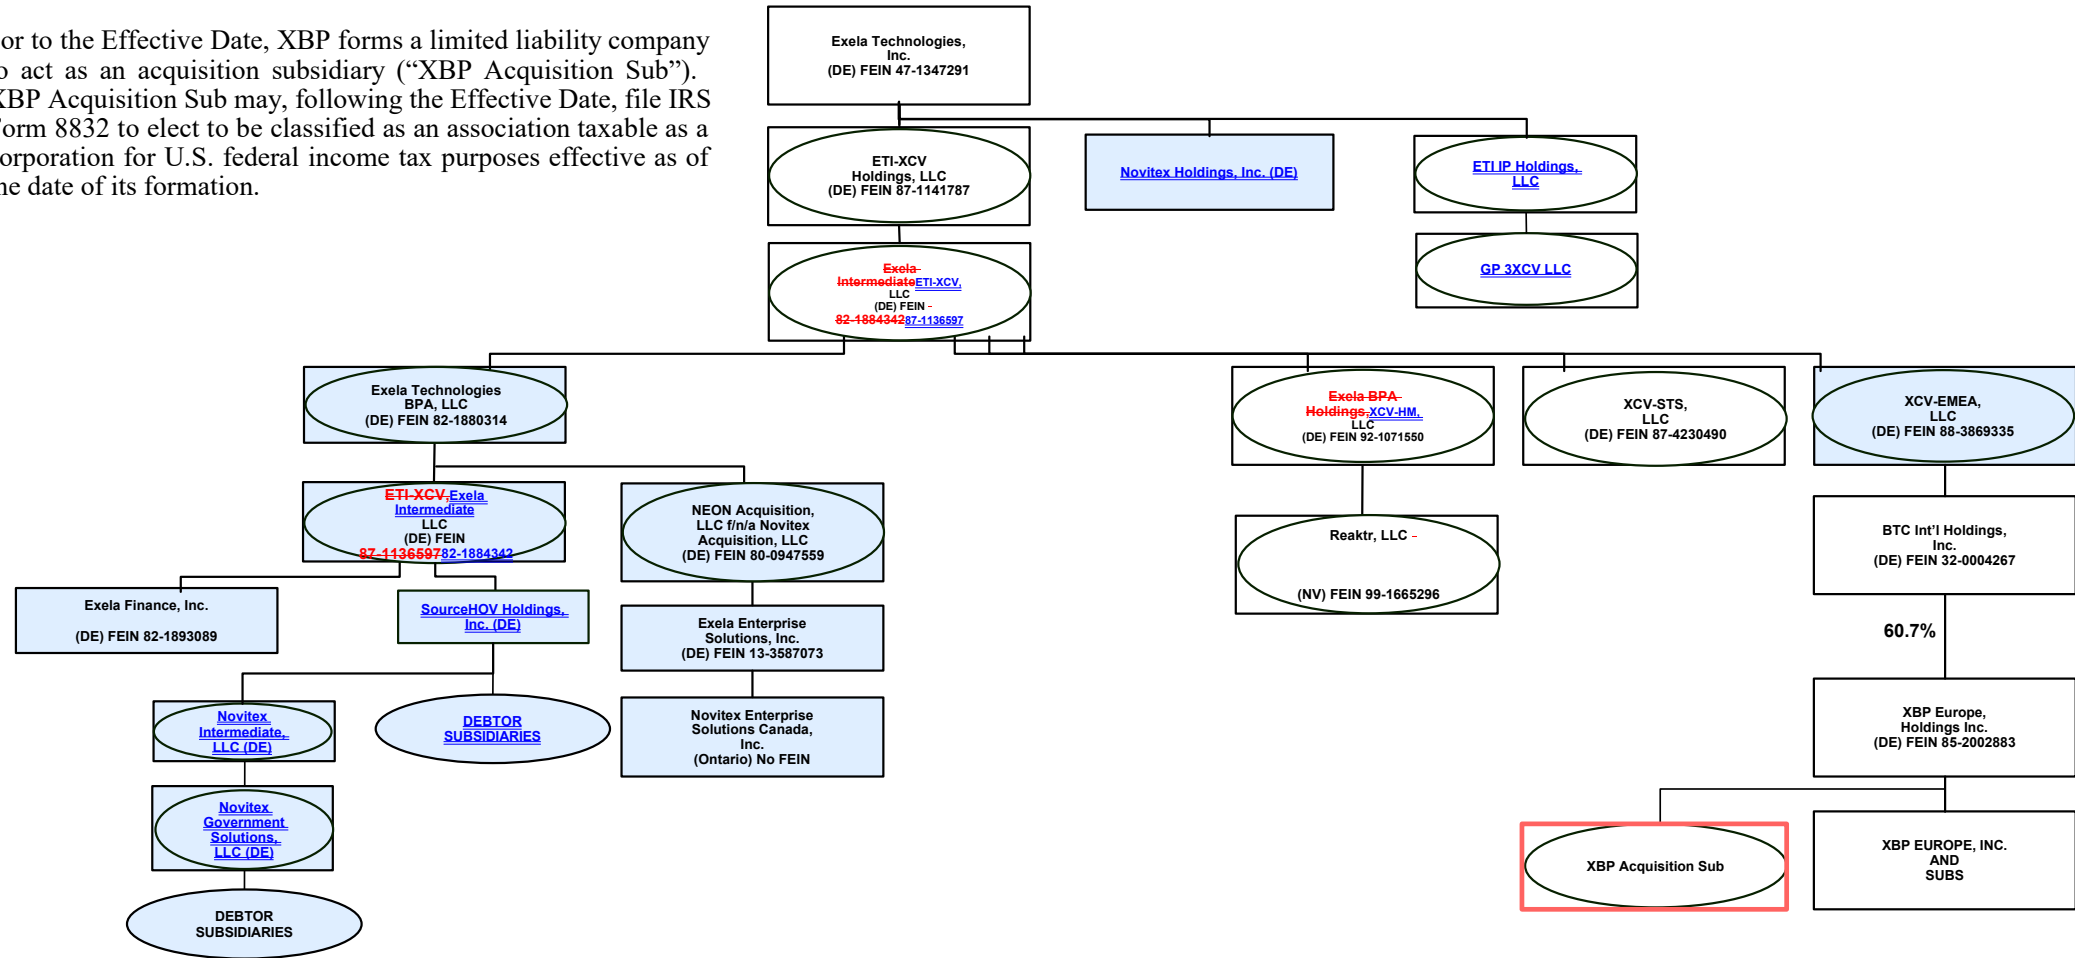 or to the Effective Date, XBP forms a limited liability company
o act as an acquisition subsidiary (“XBP Acquisition Sub”).
XBP Acquisition Sub may, following the Effective Date, file IRS
Form 8832 to elect to be classified as an association taxable as a
corporation for U.S. federal income tax purposes effective as of
he date of its formation.
Exela Technologies,
Inc.
(DE) FEIN 47-1347291
ETI-XCV
Holdings, LLC
(DE) FEIN 87-1141787
Novitex Holdings, Inc. (DE)
ETI IP Holdings,
LLC
GP 3XCV LLC
Exela
IntermediateETI-XCV,
LLC
(DE) FEIN -
82-188434287-1136597
Exela Technologies
BPA, LLC
(DE) FEIN 82-1880314
Exela BPA
Holdings,XCV-HM,
LLC
(DE) FEIN 92-1071550
XCV-STS,
LLC
(DE) FEIN 87-4230490
XCV-EMEA,
LLC
(DE) FEIN 88-3869335
ETI-XCV,Exela
Intermediate
LLC
(DE) FEIN
87-113659782-1884342
NEON Acquisition,
LLC f/n/a Novitex
Acquisition, LLC
(DE) FEIN 80-0947559
Reaktr, LLC -
(NV) FEIN 99-1665296
BTC Int’l Holdings,
Inc.
(DE) FEIN 32-0004267
Exela Finance, Inc.
(DE) FEIN 82-1893089
SourceHOV Holdings,
Inc. (DE)
Exela Enterprise
Solutions, Inc.
(DE) FEIN 13-3587073
60.7%
Novitex
Intermediate,
LLC (DE)
DEBTOR
SUBSIDIARIES
Novitex Enterprise
Solutions Canada,
Inc.
(Ontario) No FEIN
XBP Europe,
Holdings Inc.
(DE) FEIN 85-2002883
Novitex
Government
Solutions,
LLC (DE)
XBP Acquisition Sub
XBP EUROPE, INC.
AND
SUBS
DEBTOR
SUBSIDIARIES